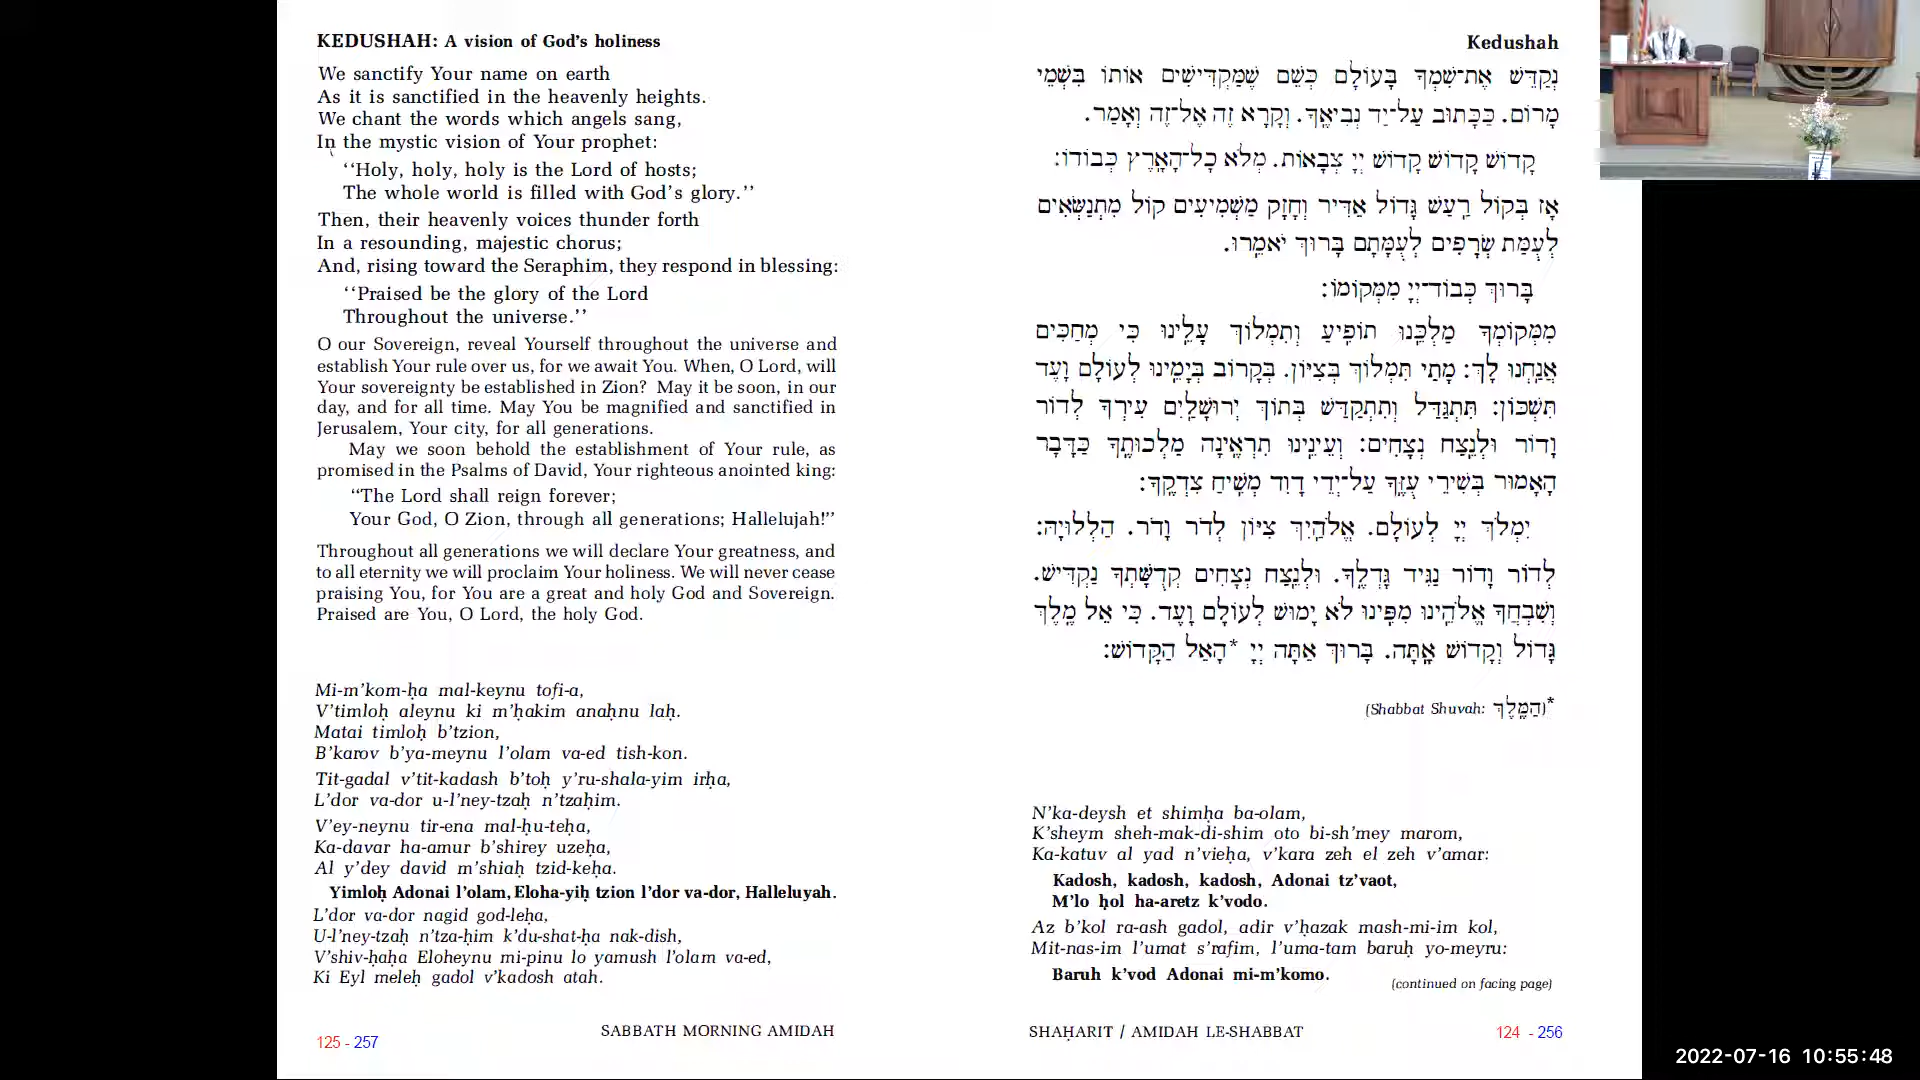 KEDUSHAH: A vision of God's holiness
We sanctify Your name on earth
As it is sanctified in the heavenly heights.
We chant the words which angels sang,
In the mystic vision of Your prophet:
‘‘Holy, holy, holy is the Lord of hosts;
The whole world is filled with God's glory.’’
Then, their heavenly voices thunder forth
In a resounding, majestic chorus;
And, rising toward the Seraphim, they respond in blessing:
‘‘Praised be the glory of the Lord
Throughout the universe.’’
O our Sovereign, reveal Yourself throughout the universe and
establish Your rule over us, for we await You. When, O Lord, will
Your sovereignty be established in Zion? May it be soon, in our
day, and for all time. May You be magnified and sanctified in
Jerusalem, Your city, for all generations.
May we soon behold the establishment of Your rule, as
promised in the Psalms of David, Your righteous anointed king:
‘‘The Lord shall reign forever;
Your God, O Zion, through all generations; Hallelujah!’’
Throughout all generations we will declare Your greatness, and
to all eternity we will proclaim Your holiness. We will never cease
praising You, for You are a great and holy God and Sovereign.
Praised are You, O Lord, the holy God.
Mi-m'kom-ḥa mal-keynu tofi-a,
V'timloḥ aleynu ki m'ḥakim anaḥnu laḥ.
Matai timloḥ b'tzion,
B'karov b'ya-meynu l'olam va-ed tish-kon.
Tit-gadal v'tit-kadash b'toḥ y'ru-shala-yim irḥa,
L'dor va-dor u-l'ney-tzaḥ n'tzaḥim.
V'ey-neynu tir-ena mal-ḥu-teḥa,
Ka-davar ha-amur b'shirey uzeḥa,
Al y'dey david m'shiaḥ tzid-keḥa.
Yimloḥ Adonai l'olam, Eloha-yiḥ tzion l'dor va-dor, Halleluyah.
L'dor va-dor nagid god-leḥa,
U-l'ney-tzaḥ n'tza-ḥim k'du-shat-ḥa nak-dish,
V'shiv-ḥaḥa Eloheynu mi-pinu lo yamush l'olam va-ed,
Ki Eyl meleḥ gadol v'kadosh atah.
125 - 257
SABBATH MORNING AMIDAH
Kedushah
נְקַדֵּשׁ אֶת־שִׁמְךָ בָּעוֹלָם כְּשֵׁם שֶׁמַּקְדִּישִׁים אוֹתוֹ בִּשְׁמֵי
מָרוֹם. כַּכָּתוּב עַל־יַד נְבִיאֶךָ. וְקָרָא זֶה אֶל־זֶה וְאָמַר.
קָדוֹשׁ קָדוֹשׁ קָדוֹשׁ יְיָ צְבָאוֹת. מְלֹא כָל־הָאָרֶץ כְּבוֹדוֹ:
אָז בְּקוֹל רַעַשׁ גָּדוֹל אַדִּיר וְחָזָק מַשְׁמִיעִים קוֹל מִתְנַשְּׂאִים
לְעֻמַּת שְׂרָפִים לְעֻמָּתָם בָּרוּךְ יֹאמֵרוּ.
בָּרוּךְ כְּבוֹד־יְיָ מִמְּקוֹמוֹ:
מִמְּקוֹמְךָ מַלְכֵּנוּ תוֹפִיעַ וְתִמְלוֹךְ עָלֵינוּ כִּי מְחַכִּים
אֲנַחְנוּ לָךְ: מָתַי תִּמְלוֹךְ בְּצִיּוֹן. בְּקָרוֹב בְּיָמֵינוּ לְעוֹלָם וָעֶד
תִּשְׁכּוֹן: תִּתְגַּדַּל וְתִתְקַדַּשׁ בְּתוֹךְ יְרוּשָׁלַיִם עִירְךָ לְדוֹר
וָדוֹר וּלְנֵצַח נְצָחִים: וְעֵינֵינוּ תִרְאֶינָה מַלְכוּתֶךָ כַּדָּבָר
הָאָמוּר בְּשִׁירֵי עֻזֶּךָ עַל־יְדֵי דָוִד מְשִׁיחַ צִדְקֶךָ:
יִמְלֹךְ יְיָ לְעוֹלָם. אֱלֹהַיִךְ צִיּוֹן לְדֹר וָדֹר. הַלְלוּיָהּ:
לְדוֹר וָדוֹר נַגִּיד גָּדְלֶךָ. וּלְנֵצַח נְצָחִים קְדֻשָּׁתְךָ נַקְדִּישׁ.
וְשִׁבְחֲךָ אֱלֹהֵינוּ מִפִּינוּ לֹא יָמוּשׁ לְעוֹלָם וָעֶד. כִּי אֵל מֶלֶךְ
גָּדוֹל וְקָדוֹשׁ אָתָּה. בָּרוּךְ אַתָּה יְיָ *הָאֵל הַקָּדוֹשׁ:
*(Shabbat Shuvah: הַמֶּלֶךְ)
N'ka-deysh et shimḥa ba-olam,
K'sheym sheh-mak-di-shim oto bi-sh'mey marom,
Ka-katuv al yad n'vieḥa, v'kara zeh el zeh v'amar:
Kadosh, kadosh, kadosh, Adonai tz'vaot,
M'lo ḥol ha-aretz k'vodo.
Az b'kol ra-ash gadol, adir v'ḥazak mash-mi-im kol,
Mit-nas-im l'umat s'rafim, l'uma-tam baruḥ yo-meyru:
Baruḥ k'vod Adonai mi-m'komo.
(continued on facing page)
SHAḤARIT / AMIDAH LE-SHABBAT
124 - 256
2022-07-16 10:55:48